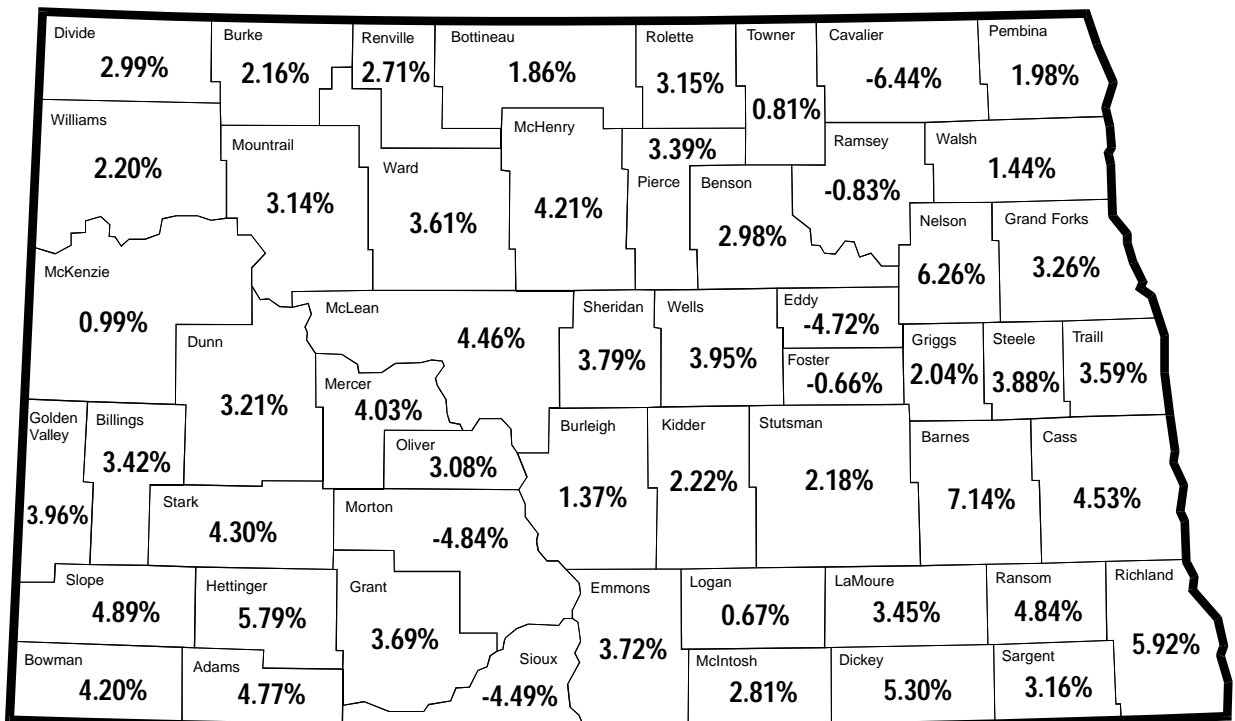 Divide
2.99%
Burke
2.16%
Renville
2.71%
Bottineau
1.86%
Rolette
3.15%
Towner
0.81%
Cavalier
-6.44%
Pembina
1.98%
Williams
2.20%
Mountrail
3.14%
Ward
3.61%
McHenry
4.21%
3.39%
Pierce
Benson
2.98%
Ramsey
-0.83%
Walsh
1.44%
Nelson
6.26%
Grand Forks
3.26%
McKenzie
0.99%
Dunn
3.21%
McLean
4.46%
Mercer
4.03%
Oliver
3.08%
Sheridan
3.79%
Wells
3.95%
Eddy
-4.72%
Foster
-0.66%
Griggs
2.04%
Steele
3.88%
Traill
3.59%
Golden
Valley
3.96%
Billings
3.42%
Stark
4.30%
Morton
-4.84%
Burleigh
1.37%
Kidder
2.22%
Stutsman
2.18%
Barnes
7.14%
Cass
4.53%
Slope
4.89%
Hettinger
5.79%
Grant
3.69%
Sioux
-4.49%
Emmons
3.72%
Logan
0.67%
LaMoure
3.45%
Ransom
4.84%
Richland
5.92%
Bowman
4.20%
Adams
4.77%
McIntosh
2.81%
Dickey
5.30%
Sargent
3.16%